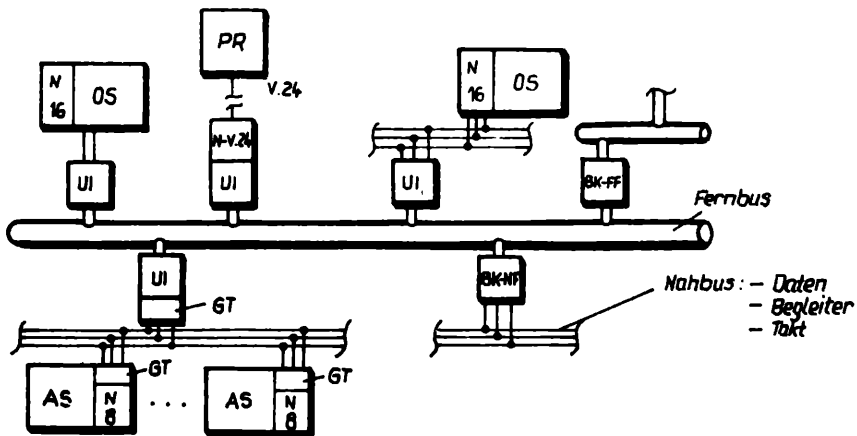 PR
V.24
N
16
OS
N
16
OS
N-V.24
UI
UI
UI
BK-FF
Fernbus
UI
GT
BK-NF
Nahbus: – Daten
– Begleiter
– Takt
AS
GT
N
8
. . .
AS
GT
N
8